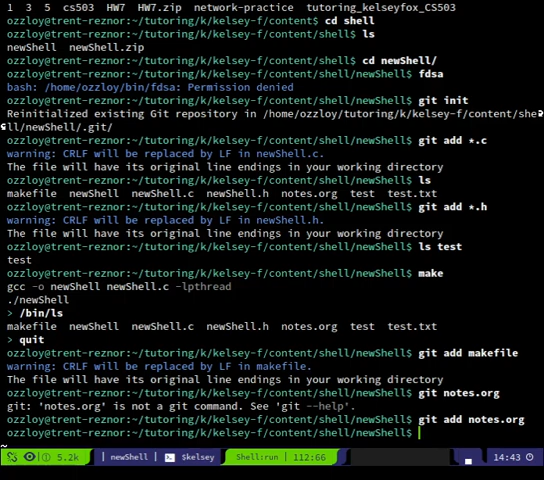 1  3  5  cs503  HW7  HW7.zip  network-practice  tutoring_kelseyfox_CS503
ozzloy@trent-reznor:~/tutoring/k/kelsey-f/content$ cd shell
ozzloy@trent-reznor:~/tutoring/k/kelsey-f/content/shell$ ls
newShell  newShell.zip
ozzloy@trent-reznor:~/tutoring/k/kelsey-f/content/shell$ cd newShell/
ozzloy@trent-reznor:~/tutoring/k/kelsey-f/content/shell/newShell$ fdsa
bash: /home/ozzloy/bin/fdsa: Permission denied
ozzloy@trent-reznor:~/tutoring/k/kelsey-f/content/shell/newShell$ git init
Reinitialized existing Git repository in /home/ozzloy/tutoring/k/kelsey-f/content/she
ll/newShell/.git/
ozzloy@trent-reznor:~/tutoring/k/kelsey-f/content/shell/newShell$ git add *.c
warning: CRLF will be replaced by LF in newShell.c.
The file will have its original line endings in your working directory
ozzloy@trent-reznor:~/tutoring/k/kelsey-f/content/shell/newShell$ ls
makefile  newShell  newShell.c  newShell.h  notes.org  test  test.txt
ozzloy@trent-reznor:~/tutoring/k/kelsey-f/content/shell/newShell$ git add *.h
warning: CRLF will be replaced by LF in newShell.h.
The file will have its original line endings in your working directory
ozzloy@trent-reznor:~/tutoring/k/kelsey-f/content/shell/newShell$ ls test
test
ozzloy@trent-reznor:~/tutoring/k/kelsey-f/content/shell/newShell$ make
gcc -o newShell newShell.c -lpthread
./newShell
> /bin/ls
makefile  newShell  newShell.c  newShell.h  notes.org  test  test.txt
> quit
ozzloy@trent-reznor:~/tutoring/k/kelsey-f/content/shell/newShell$ git add makefile
warning: CRLF will be replaced by LF in makefile.
The file will have its original line endings in your working directory
ozzloy@trent-reznor:~/tutoring/k/kelsey-f/content/shell/newShell$ git notes.org
git: 'notes.org' is not a git command. See 'git --help'.
ozzloy@trent-reznor:~/tutoring/k/kelsey-f/content/shell/newShell$ git add notes.org
ozzloy@trent-reznor:~/tutoring/k/kelsey-f/content/shell/newShell$
~
5.2k | newShell | $kelsey Shell:run | 112:66 14:43